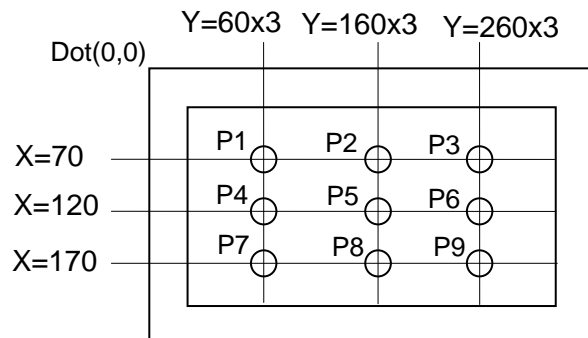 Y=60x3 Y=160x3 Y=260x3
Dot(0,0)
P1 P2 P3
X=70
P4 P5 P6
X=120
P7 P8 P9
X=170